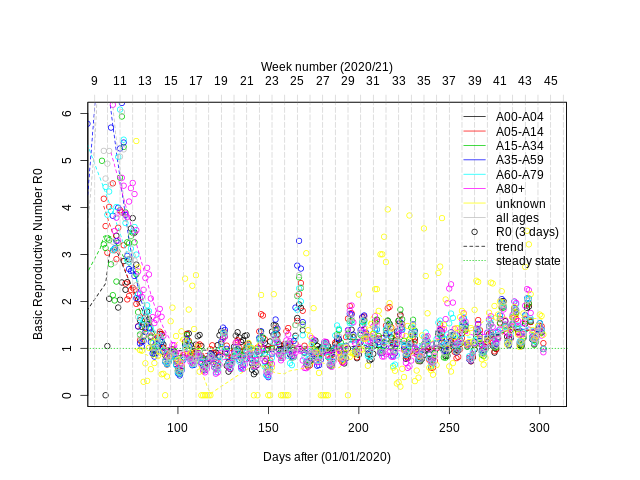 Week number (2020/21)
9 11 13 15 17 19 21 23 25 27 29 31 33 35 37 39 41 43 45
Basic Reproductive Number R0
6
5
4
3
2
1
0
A00-A04
A05-A14
A15-A34
A35-A59
A60-A79
A80+
unknown
all ages
R0 (3 days)
trend
steady state
100 150 200 250 300
Days after (01/01/2020)